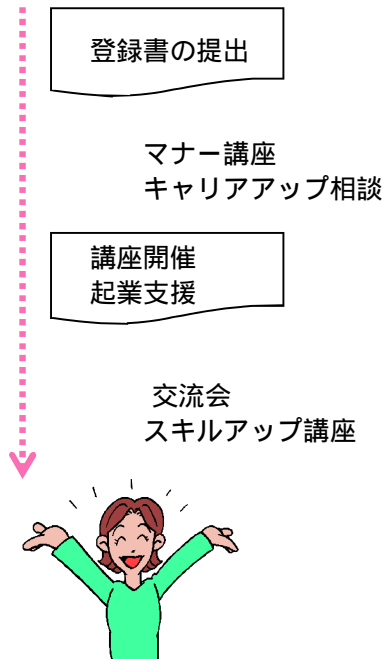 登録書の提出
マナー講座
キャリアアップ相談
講座開催
起業支援
交流会
スキルアップ講座